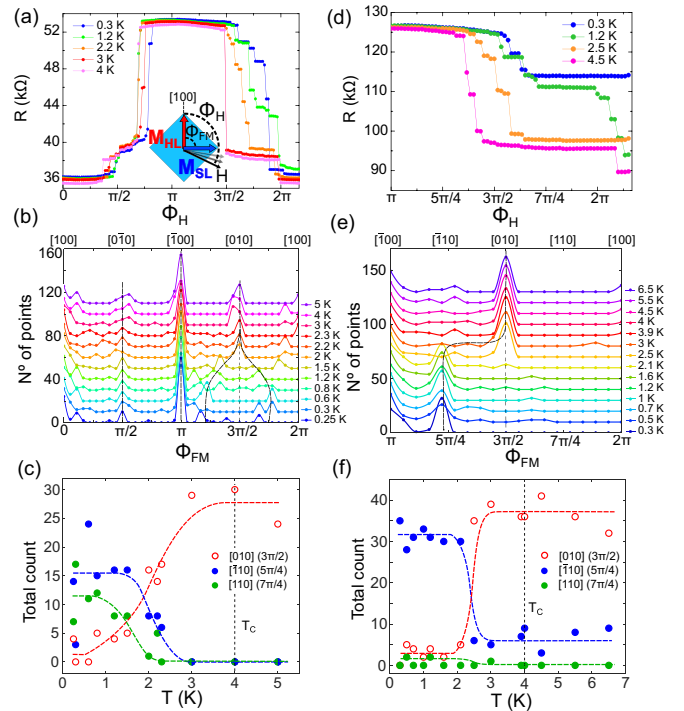 (a)
52
48
44
40
36
R (kΩ)
0.3 K
1.2 K
2.2 K
3 K
4 K
[100]
Φ_H
Φ_FM
M_HL
M_SL
H
0 π/2 π 3π/2 2π
Φ_H
(d)
130
120
110
100
90
R (kΩ)
0.3 K
1.2 K
2.5 K
4.5 K
π 5π/4 3π/2 7π/4 2π
Φ_H
(b)
[100] [01̅0] [1̅00] [010] [100]
160
120
80
40
0
Nº of points
5 K
4 K
3 K
2.3 K
2.2 K
2 K
1.5 K
1.2 K
0.8 K
0.6 K
0.3 K
0.25 K
0 π/2 π 3π/2 2π
Φ_FM
(e)
[1̅00] [1̅10] [010] [110] [100]
150
100
50
0
Nº of points
6.5 K
5.5 K
4.5 K
4 K
3.9 K
3 K
2.5 K
2.1 K
1.6 K
1.2 K
1 K
0.7 K
0.5 K
0.3 K
π 5π/4 3π/2 7π/4 2π
Φ_FM
(c)
30
20
10
0
Total count
[010] (3π/2)
[1̅10] (5π/4)
[110] (7π/4)
T_C
0 1 2 3 4 5
T (K)
(f)
40
30
20
10
0
Total count
[010] (3π/2)
[1̅10] (5π/4)
[110] (7π/4)
T_C
0 1 2 3 4 5 6 7
T (K)